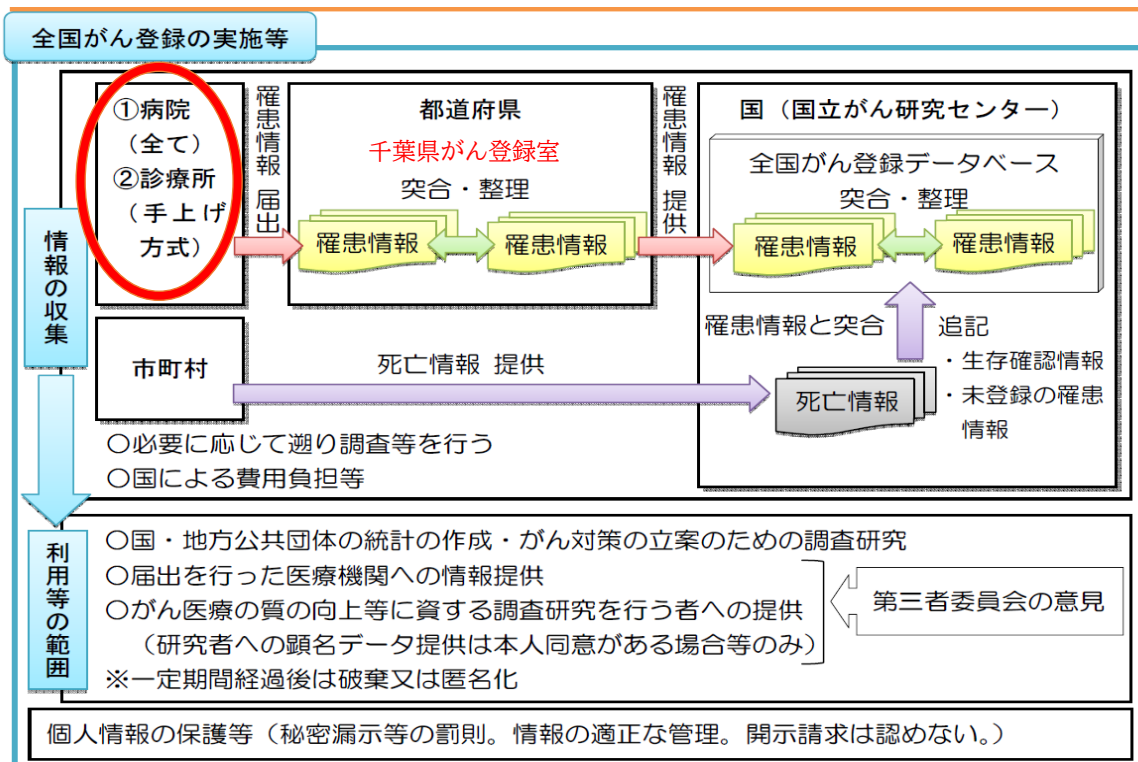 全国がん登録の実施等
情報の収集
①病院
(全て)
②診療所
(手上げ
方式)
罹患情報 届出
都道府県
千葉県がん登録室
突合・整理
罹患情報
罹患情報
罹患情報 提供
国(国立がん研究センター)
全国がん登録データベース
突合・整理
罹患情報
罹患情報
罹患情報と突合
追記
・生存確認情報
・未登録の罹患
情報
市町村
死亡情報 提供
死亡情報
○必要に応じて遡り調査等を行う
○国による費用負担等
利用等の範囲
○国・地方公共団体の統計の作成・がん対策の立案のための調査研究
○届出を行った医療機関への情報提供
○がん医療の質の向上等に資する調査研究を行う者への提供
(研究者への顕名データ提供は本人同意がある場合等のみ)
※一定期間経過後は破棄又は匿名化
第三者委員会の意見
個人情報の保護等(秘密漏示等の罰則。情報の適正な管理。開示請求は認めない。)